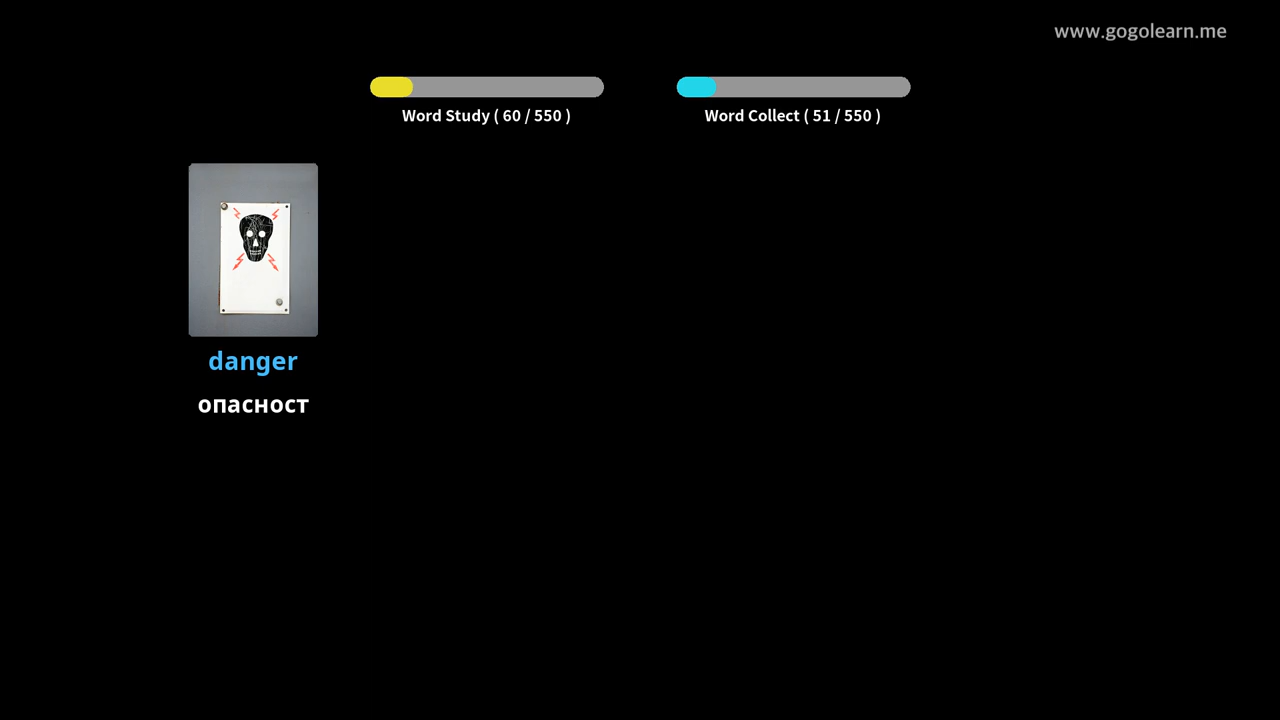 www.gogolearn.me
Word Study ( 60 / 550 )
Word Collect ( 51 / 550 )
danger
опасност